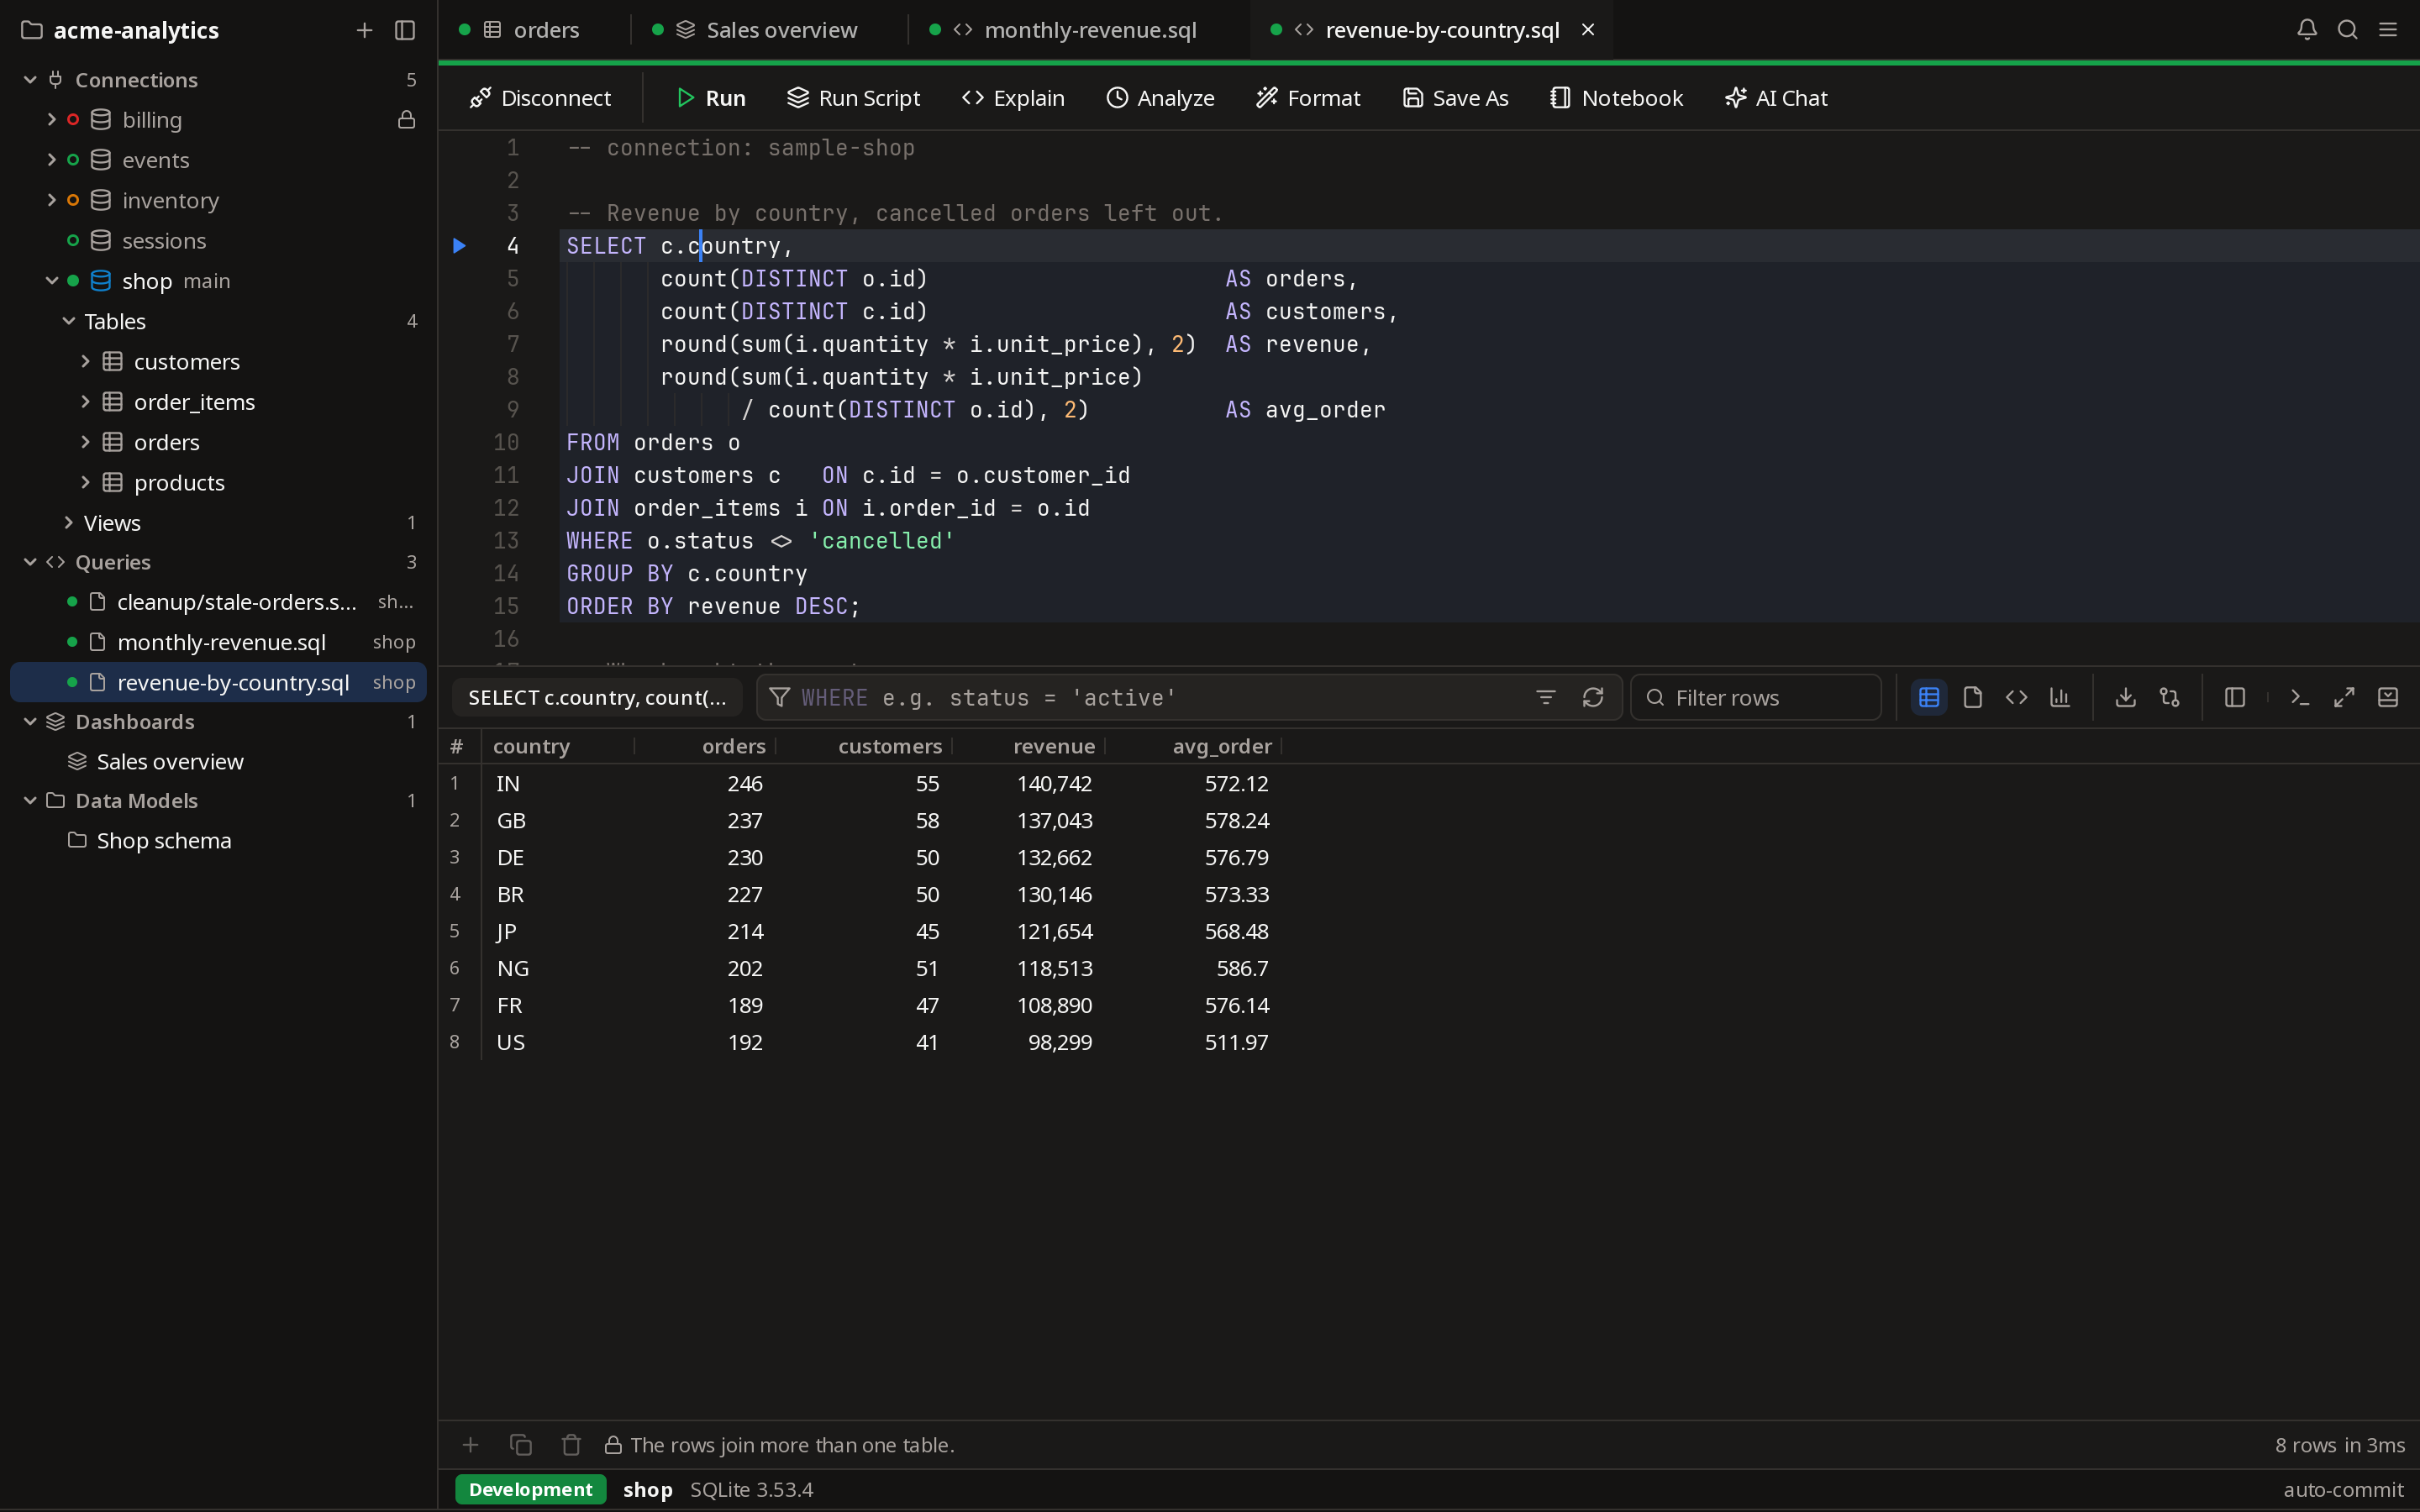 acme-analytics
Connections 5
billing
events
inventory
sessions
shop main
Tables 4
customers
order_items
orders
products
Views 1
Queries 3
cleanup/stale-orders.s... sh...
monthly-revenue.sql shop
revenue-by-country.sql shop
Dashboards 1
Sales overview
Data Models 1
Shop schema
orders
Sales overview
monthly-revenue.sql
revenue-by-country.sql
Disconnect Run Run Script Explain Analyze Format Save As Notebook AI Chat
1 -- connection: sample-shop
2
3 -- Revenue by country, cancelled orders left out.
4 SELECT c.country,
5 count(DISTINCT o.id) AS orders,
6 count(DISTINCT c.id) AS customers,
7 round(sum(i.quantity * i.unit_price), 2) AS revenue,
8 round(sum(i.quantity * i.unit_price)
9 / count(DISTINCT o.id), 2) AS avg_order
10 FROM orders o
11 JOIN customers c ON c.id = o.customer_id
12 JOIN order_items i ON i.order_id = o.id
13 WHERE o.status <> 'cancelled'
14 GROUP BY c.country
15 ORDER BY revenue DESC;
16
SELECT c.country, count(... WHERE e.g. status = 'active' Filter rows
# country orders customers revenue avg_order
1 IN 246 55 140,742 572.12
2 GB 237 58 137,043 578.24
3 DE 230 50 132,662 576.79
4 BR 227 50 130,146 573.33
5 JP 214 45 121,654 568.48
6 NG 202 51 118,513 586.7
7 FR 189 47 108,890 576.14
8 US 192 41 98,299 511.97
The rows join more than one table. 8 rows in 3ms
Development shop SQLite 3.53.4 auto-commit